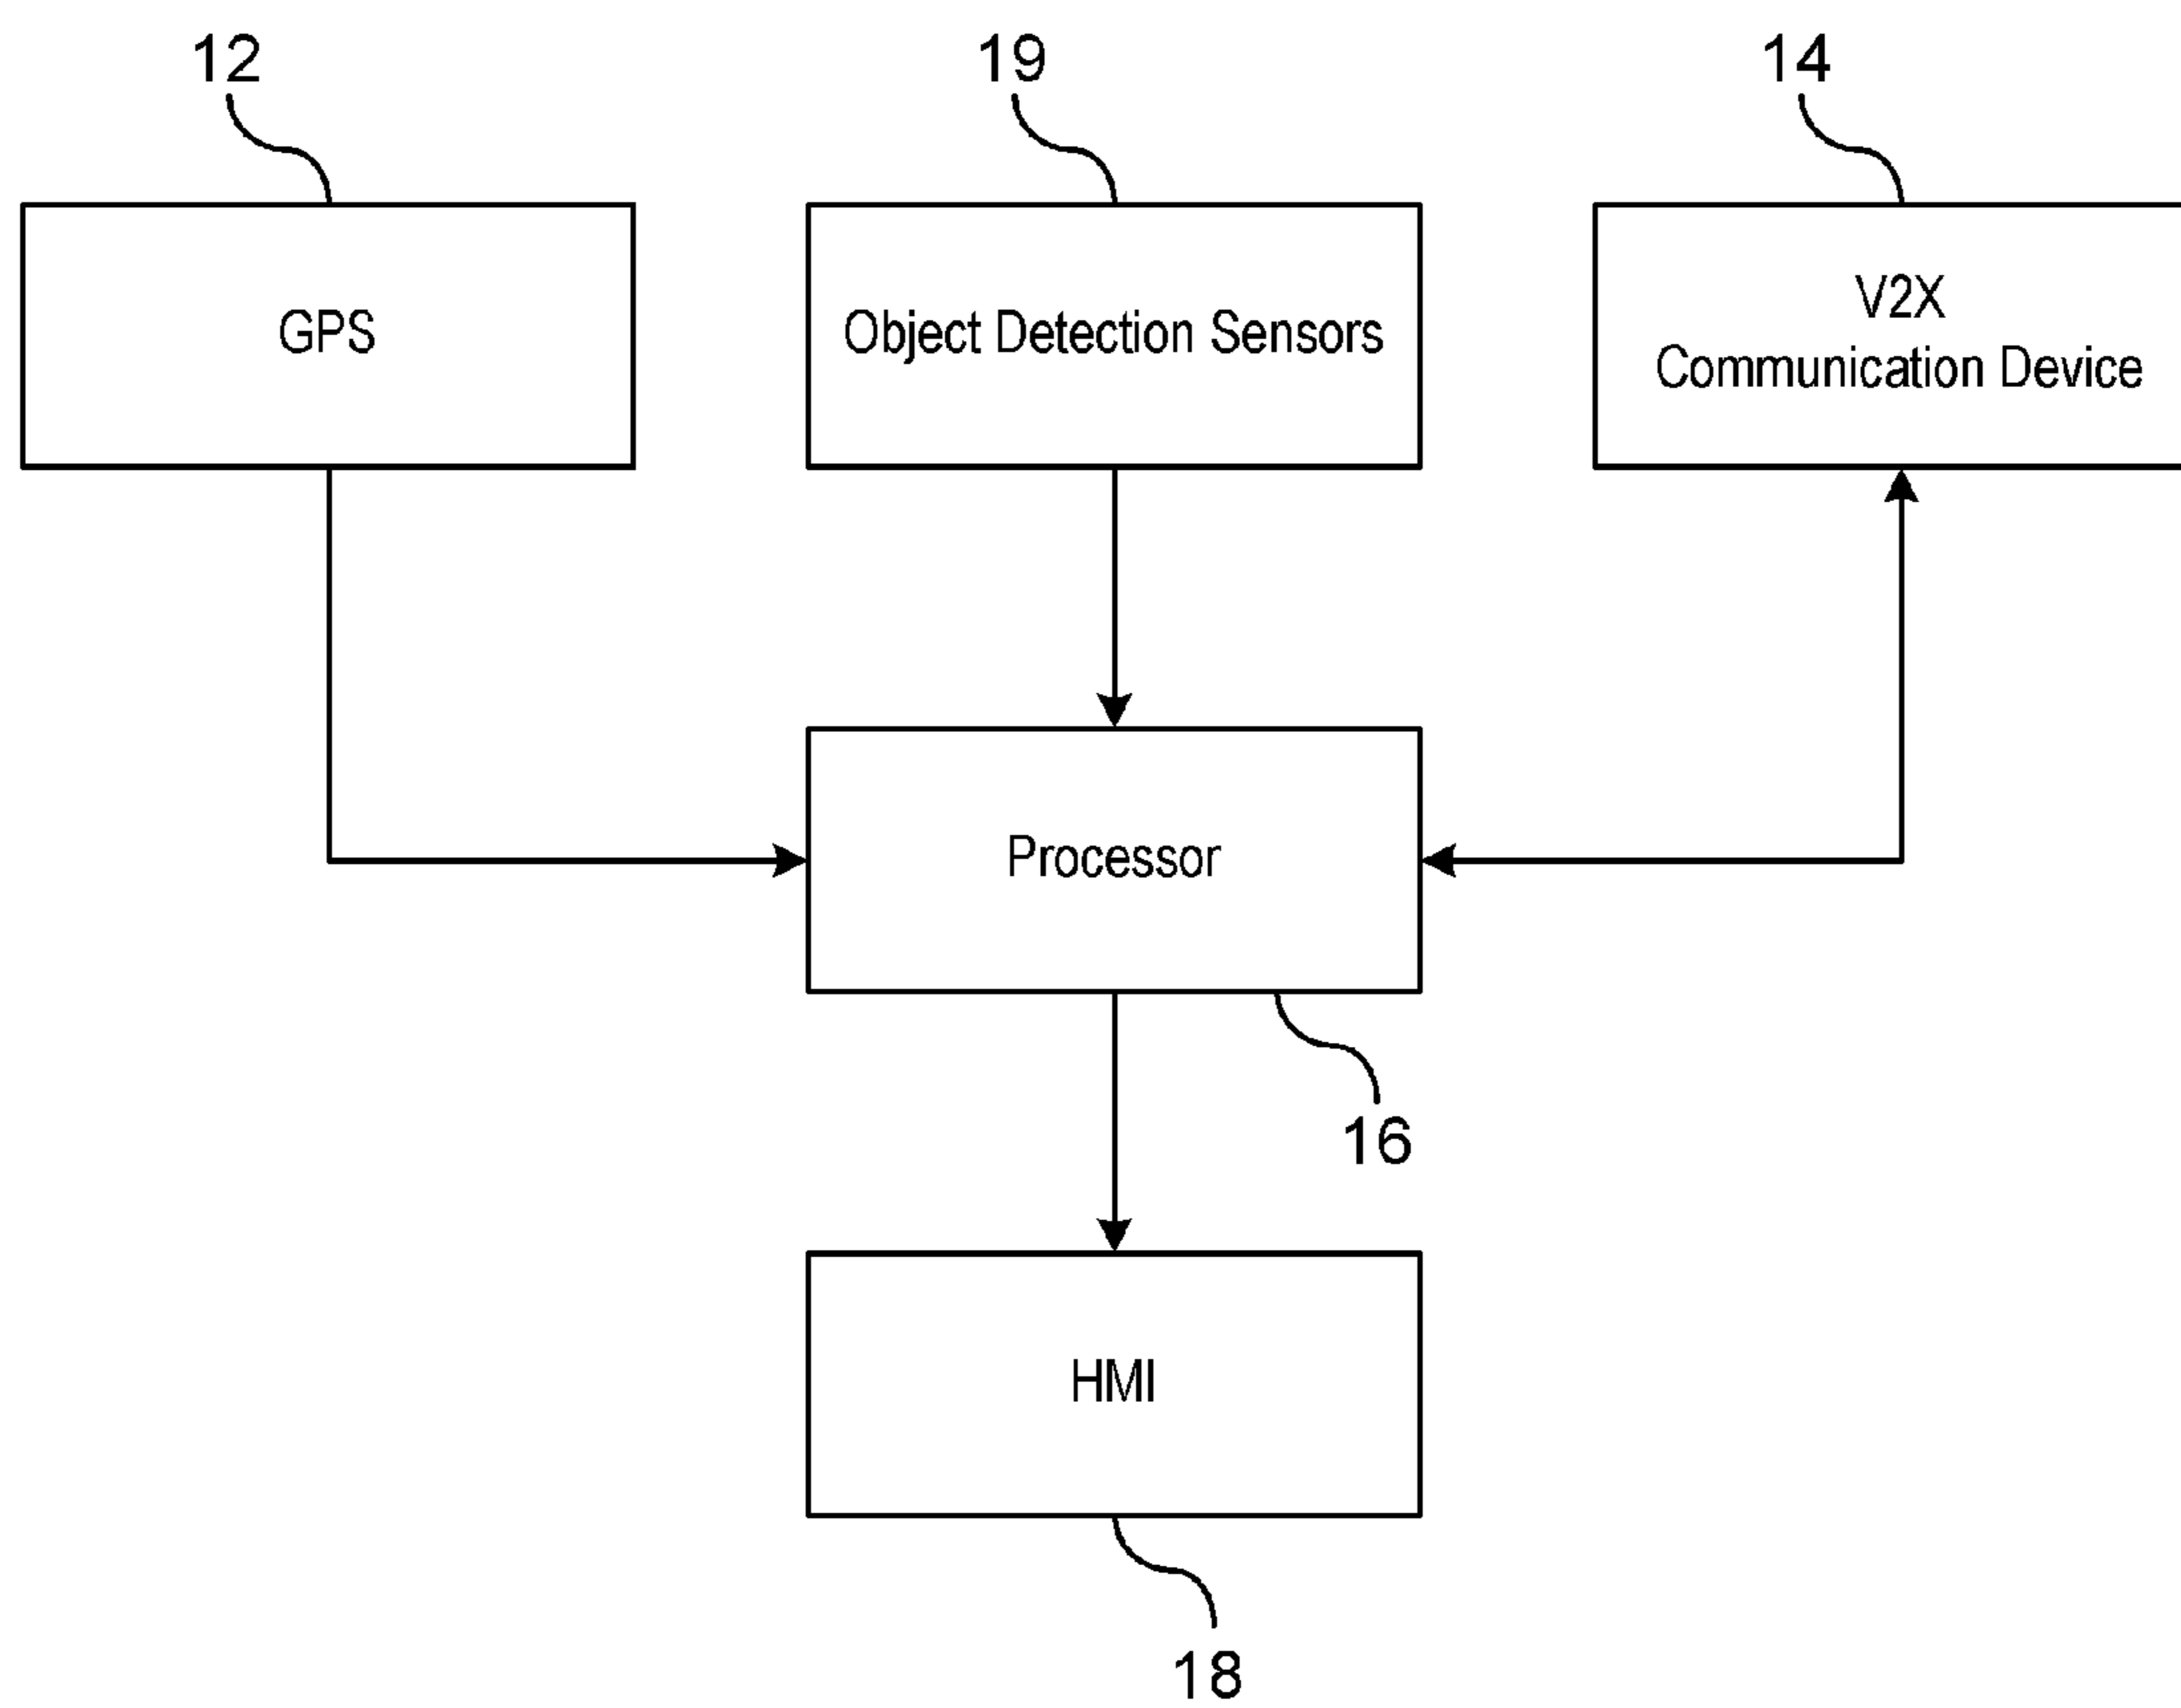 12
19
14
GPS
Object Detection Sensors
V2X
Communication Device
Processor
16
HMI
18